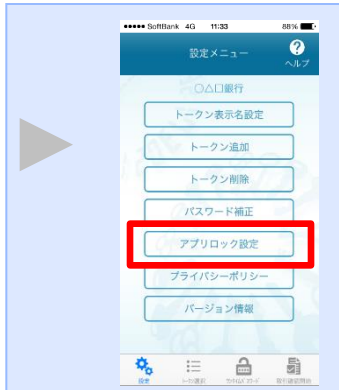 ●●●●● SoftBank 4G 11:33 88%
設定メニュー
?
ヘルプ
○△□銀行
トークン表示名設定
トークン追加
トークン削除
パスワード補正
アプリロック設定
プライバシーポリシー
バージョン情報
設定